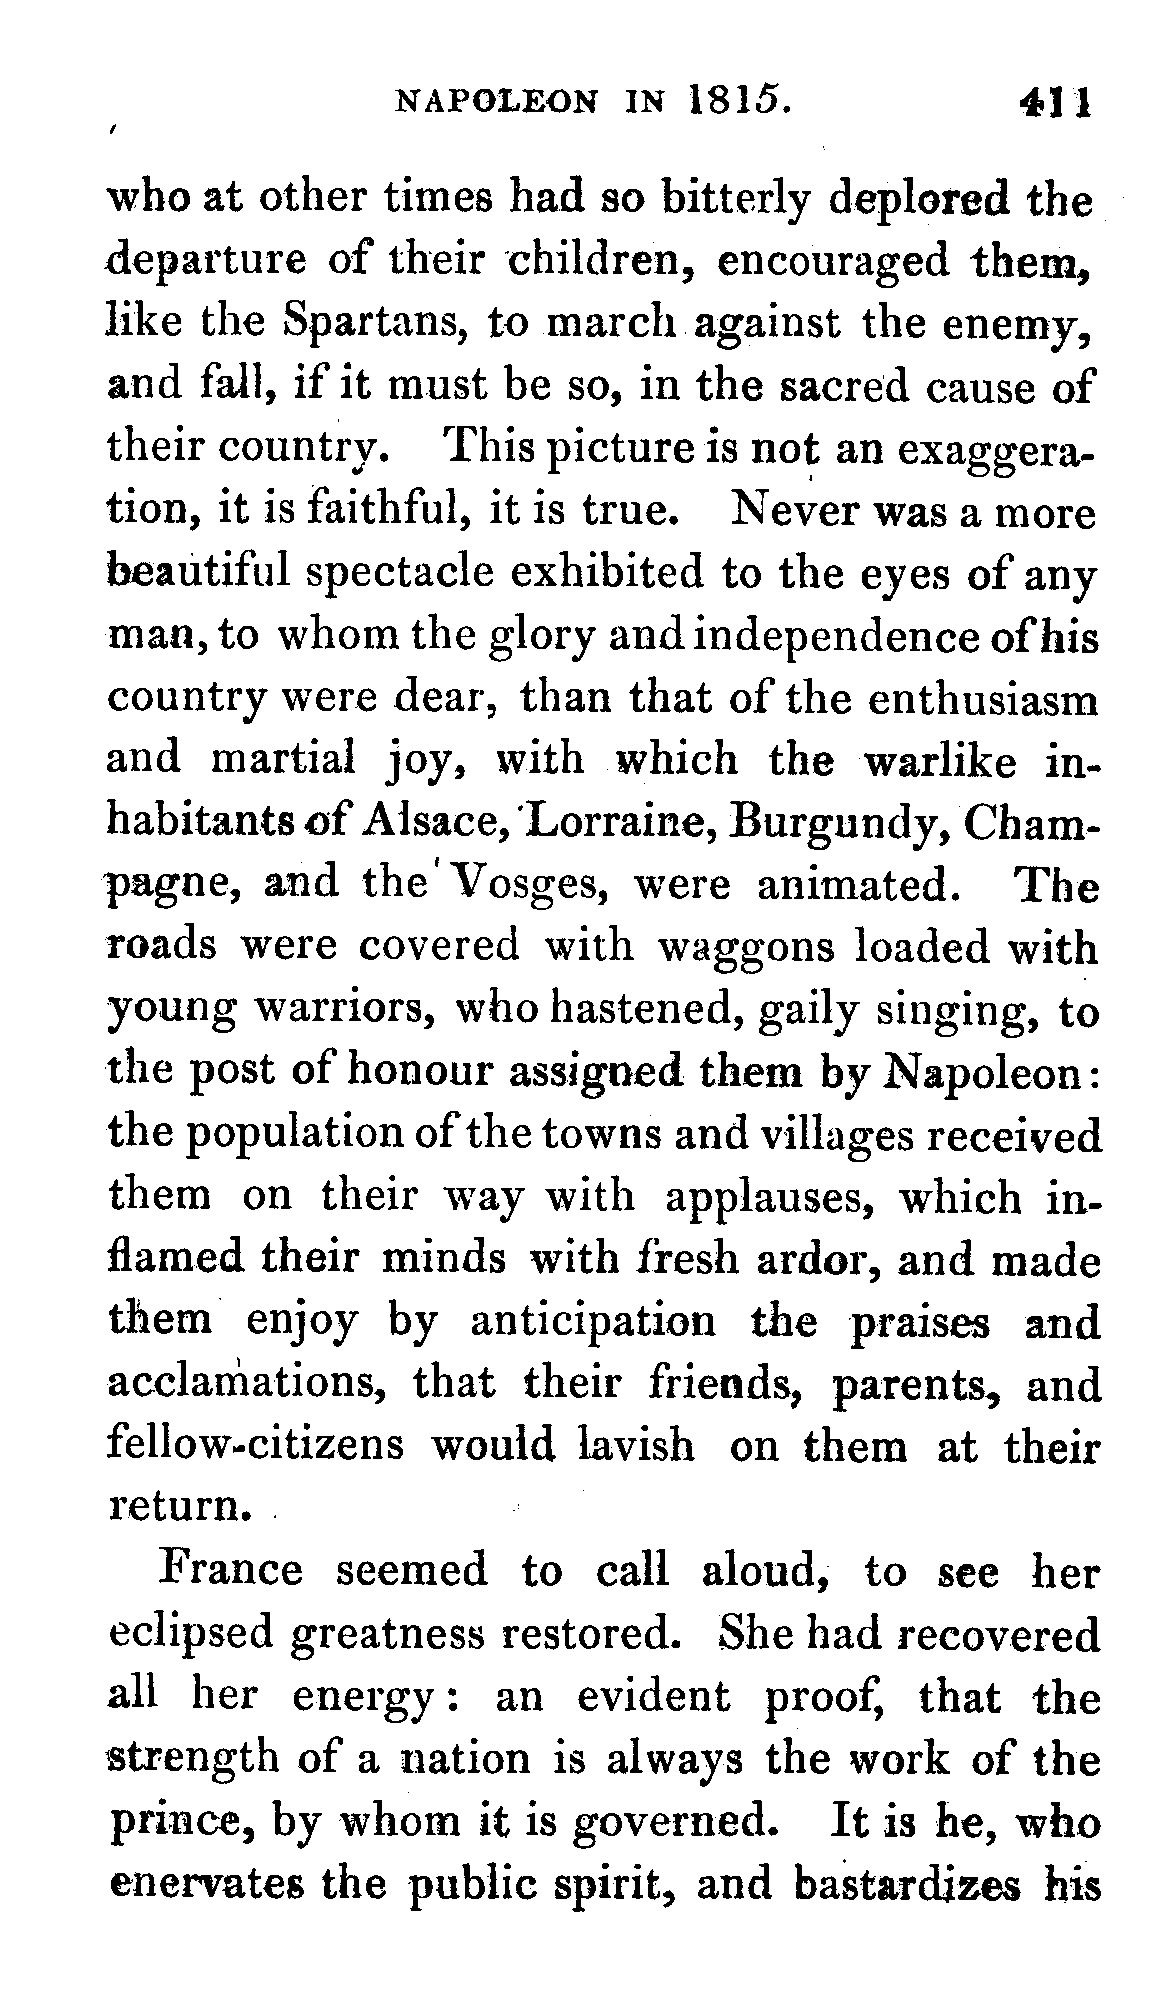 NAPOLEON IN 1815. 411
who at other times had so bitterly deplored the
departure of their children, encouraged them,
like the Spartans, to march against the enemy,
and fall, if it must be so, in the sacred cause of
their country. This picture is not an exaggera-
tion, it is faithful, it is true. Never was a more
beautiful spectacle exhibited to the eyes of any
man, to whom the glory and independence of his
country were dear, than that of the enthusiasm
and martial joy, with which the warlike in-
habitants of Alsace, Lorraine, Burgundy, Cham-
pagne, and the Vosges, were animated. The
roads were covered with waggons loaded with
young warriors, who hastened, gaily singing, to
the post of honour assigned them by Napoleon:
the population of the towns and villages received
them on their way with applauses, which in-
flamed their minds with fresh ardor, and made
them enjoy by anticipation the praises and
acclamations, that their friends, parents, and
fellow-citizens would lavish on them at their
return.
France seemed to call aloud, to see her
eclipsed greatness restored. She had recovered
all her energy: an evident proof, that the
strength of a nation is always the work of the
prince, by whom it is governed. It is he, who
enervates the public spirit, and bastardizes his